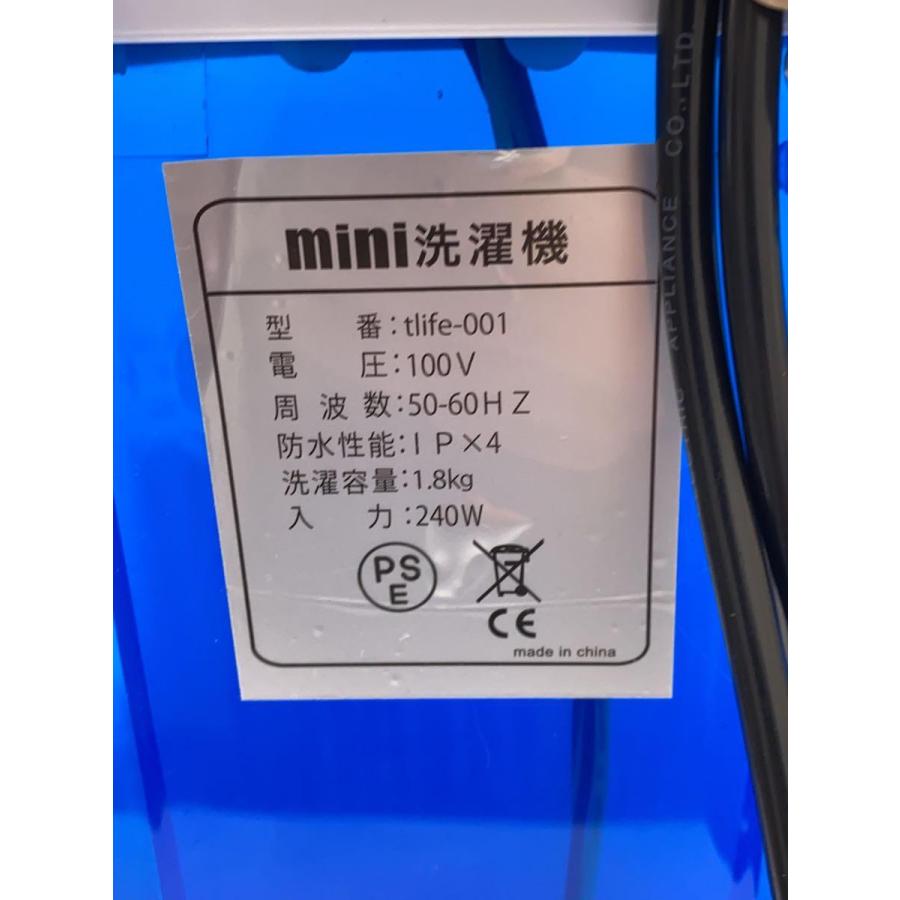 mini洗濯機
型 番:tlife-001
電 圧:100V
周 波 数:50-60HZ
防水性能:IP×4
洗濯容量:1.8kg
入 力:240W
PS
E
CE
made in china
APPLIANCE CO.,LTD